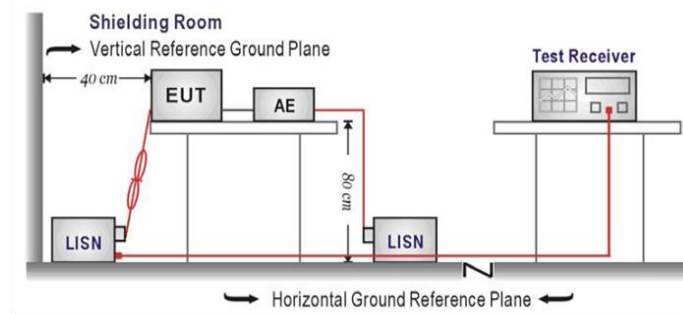 Shielding Room
Vertical Reference Ground Plane
Test Receiver
40 cm
EUT
AE
80 cm
LISN
LISN
N
Horizontal Ground Reference Plane